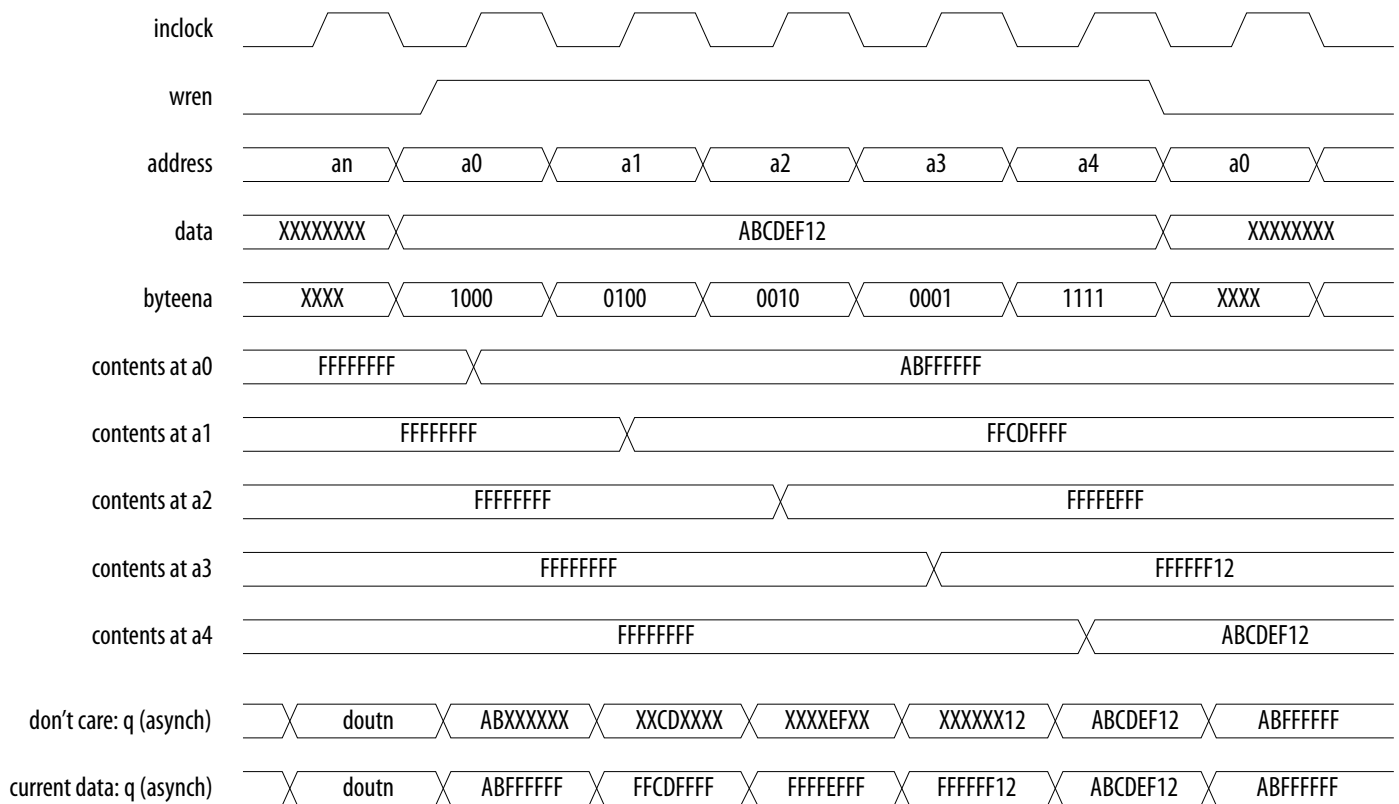 inclock
wren
address an a0 a1 a2 a3 a4 a0
data XXXXXXXX ABCDEF12 XXXXXXXX
byteena XXXX 1000 0100 0010 0001 1111 XXXX
contents at a0 FFFFFFFF ABFFFFFF
contents at a1 FFFFFFFF FFCDFFFF
contents at a2 FFFFFFFF FFFFEFFF
contents at a3 FFFFFFFF FFFFFF12
contents at a4 FFFFFFFF ABCDEF12
don't care: q (asynch) doutn ABXXXXXX XXCDXXXX XXXXEFXX XXXXXX12 ABCDEF12 ABFFFFFF
current data: q (asynch) doutn ABFFFFFF FFCDFFFF FFFFEFFF FFFFFF12 ABCDEF12 ABFFFFFF